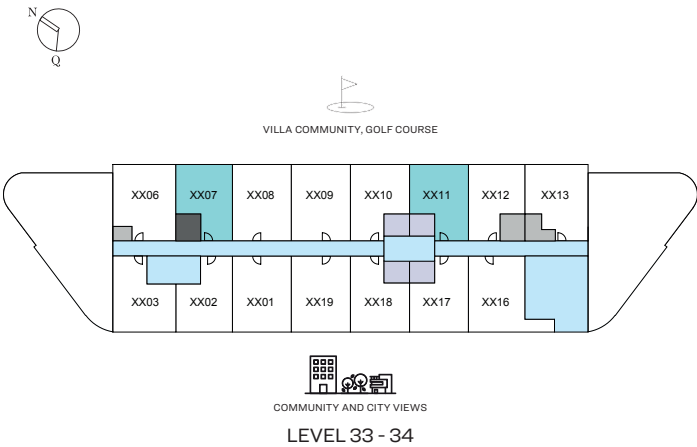 N
Q
VILLA COMMUNITY, GOLF COURSE
XX06 XX07 XX08 XX09 XX10 XX11 XX12 XX13
XX03 XX02 XX01 XX19 XX18 XX17 XX16
COMMUNITY AND CITY VIEWS
LEVEL 33 - 34